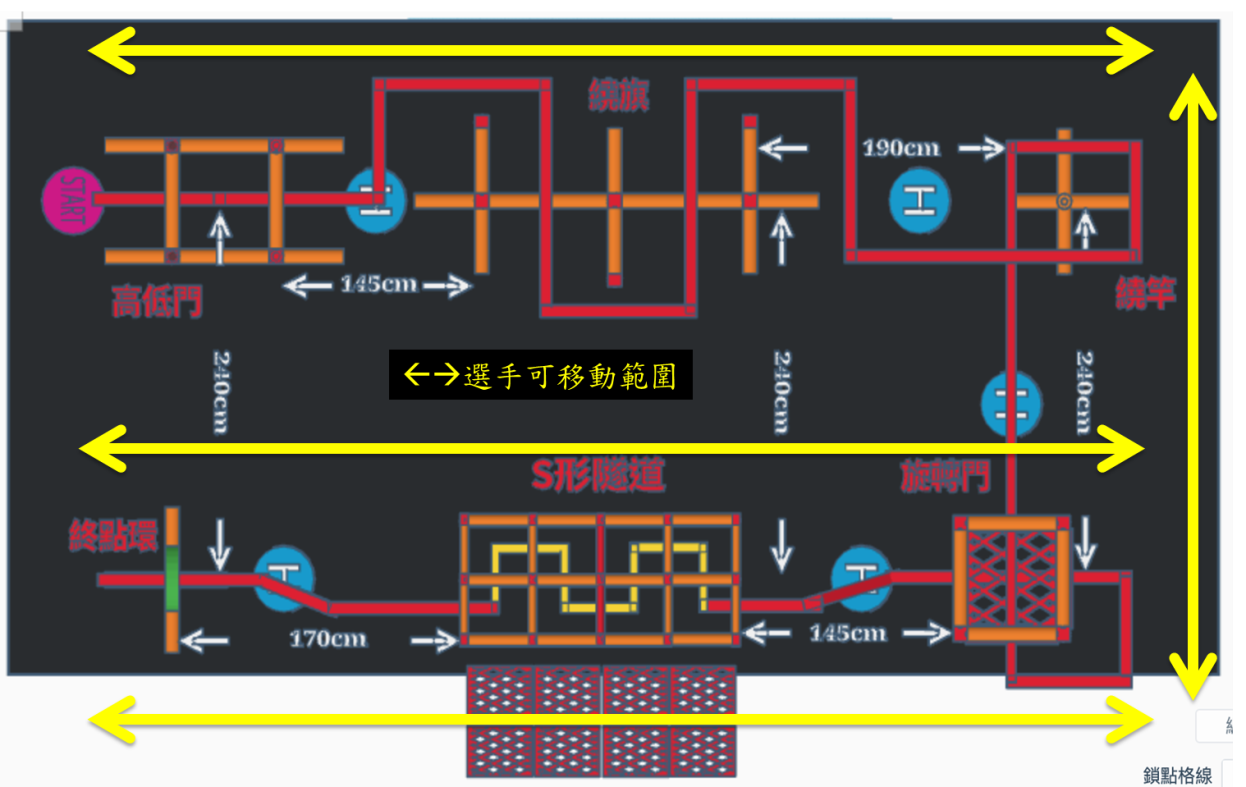 繞旗
190cm
START
H
H
145cm
高低門
繞竿
240cm
←→選手可移動範圍
240cm
240cm
H
S形隧道
旋轉門
終點環
H
H
170cm
145cm
鎖點格線